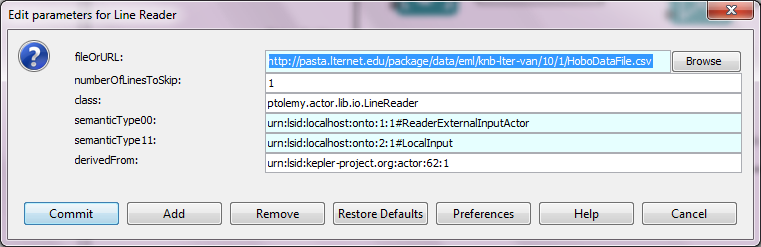 Edit parameters for Line Reader
fileOrURL: http://pasta.lternet.edu/package/data/eml/knb-lter-van/10/1/HoboDataFile.csv Browse
numberOfLinesToSkip: 1
class: ptolemy.actor.lib.io.LineReader
semanticType00: urn:lsid:localhost:onto:1:1#ReaderExternalInputActor
semanticType11: urn:lsid:localhost:onto:2:1#LocalInput
derivedFrom: urn:lsid:kepler-project.org:actor:62:1
Commit Add Remove Restore Defaults Preferences Help Cancel